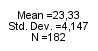 Mean =23,33
Std. Dev. =4,147
N =182